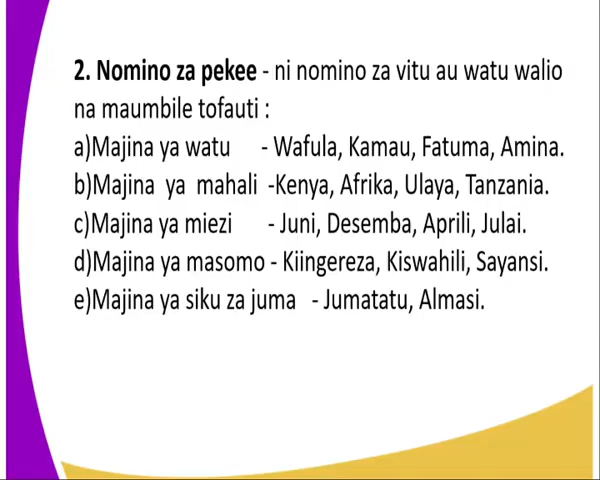 2. Nomino za pekee - ni nomino za vitu au watu walio
na maumbile tofauti :
a)Majina ya watu - Wafula, Kamau, Fatuma, Amina.
b)Majina ya mahali -Kenya, Afrika, Ulaya, Tanzania.
c)Majina ya miezi - Juni, Desemba, Aprili, Julai.
d)Majina ya masomo - Kiingereza, Kiswahili, Sayansi.
e)Majina ya siku za juma - Jumatatu, Almasi.